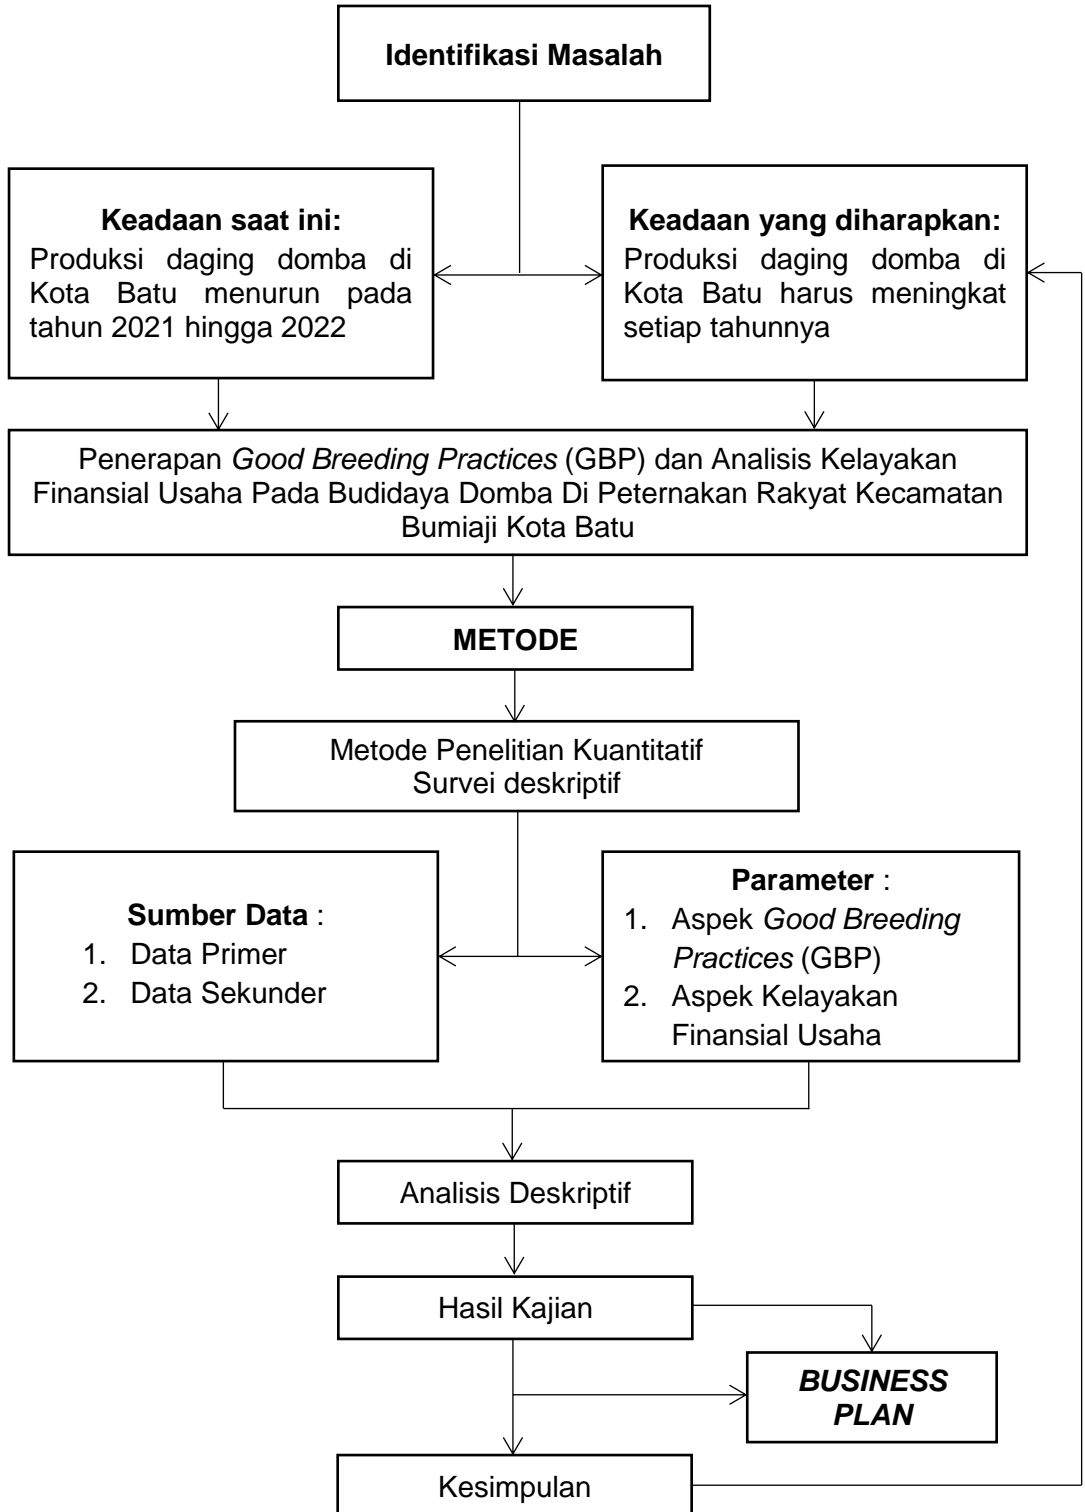 Identifikasi Masalah
Keadaan saat ini:
Produksi daging domba di
Kota Batu menurun pada
tahun 2021 hingga 2022
Keadaan yang diharapkan:
Produksi daging domba di
Kota Batu harus meningkat
setiap tahunnya
Penerapan Good Breeding Practices (GBP) dan Analisis Kelayakan
Finansial Usaha Pada Budidaya Domba Di Peternakan Rakyat Kecamatan
Bumiaji Kota Batu
METODE
Metode Penelitian Kuantitatif
Survei deskriptif
Sumber Data :
1. Data Primer
2. Data Sekunder
Parameter :
1. Aspek Good Breeding
Practices (GBP)
2. Aspek Kelayakan
Finansial Usaha
Analisis Deskriptif
Hasil Kajian
BUSINESS
PLAN
Kesimpulan